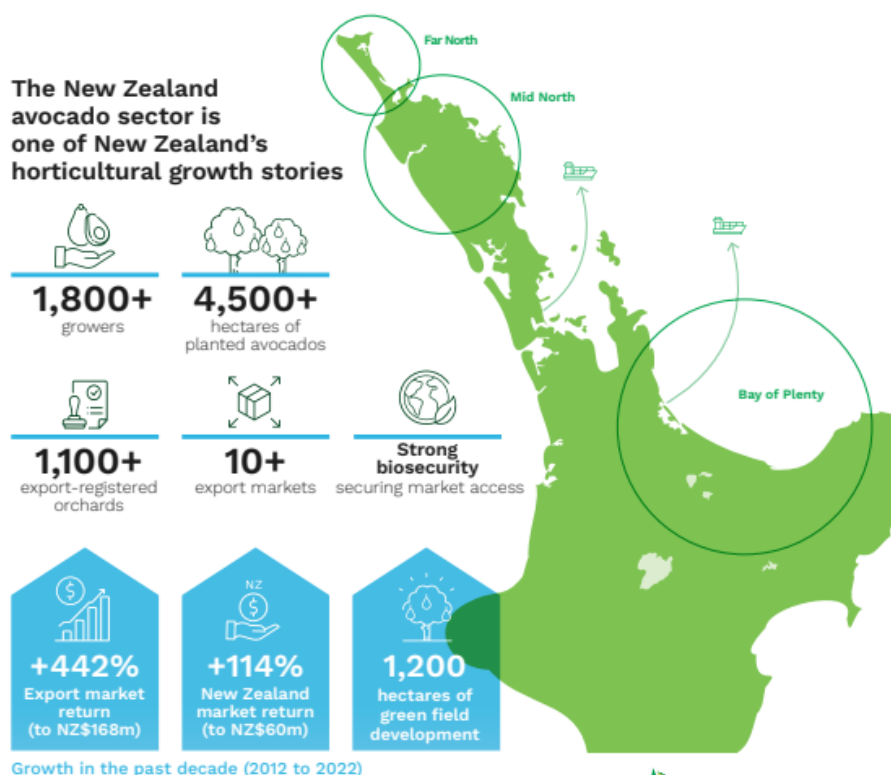 Far North
Mid North
The New Zealand
avocado sector is
one of New Zealand's
horticultural growth stories
1,800+
growers
4,500+
hectares of
planted avocados
Bay of Plenty
1,100+
export-registered
orchards
10+
export markets
Strong
biosecurity
securing market access
+442%
Export market
return
(to NZ$168m)
NZ
$
+114%
New Zealand
market return
(to NZ$60m)
1,200
hectares of
green field
development
Growth in the past decade (2012 to 2022)